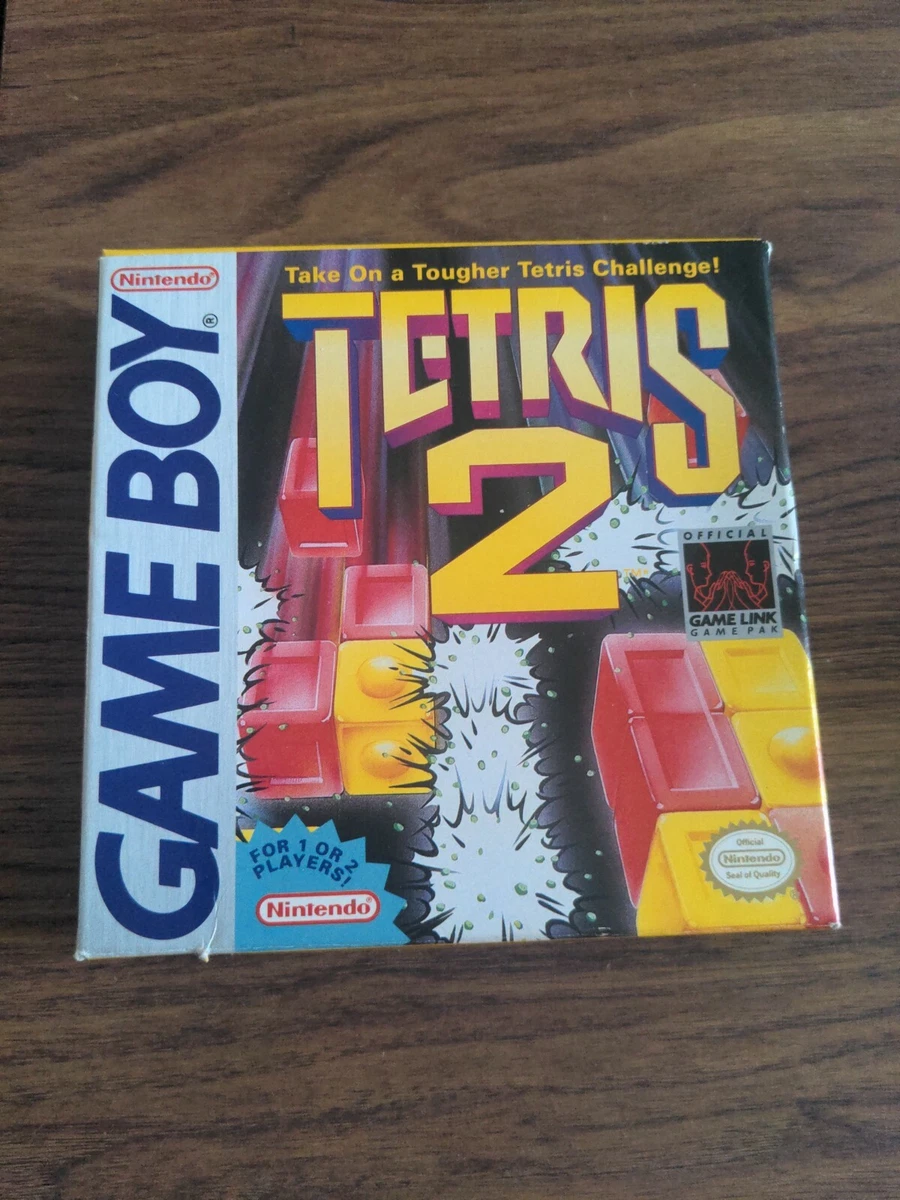 Nintendo®
GAME BOY®
Take On a Tougher Tetris Challenge!
TETRIS
2™
OFFICIAL
GAME LINK
GAME PAK
FOR 1 OR 2
PLAYERS!
Nintendo®
Official
Nintendo
Seal of Quality